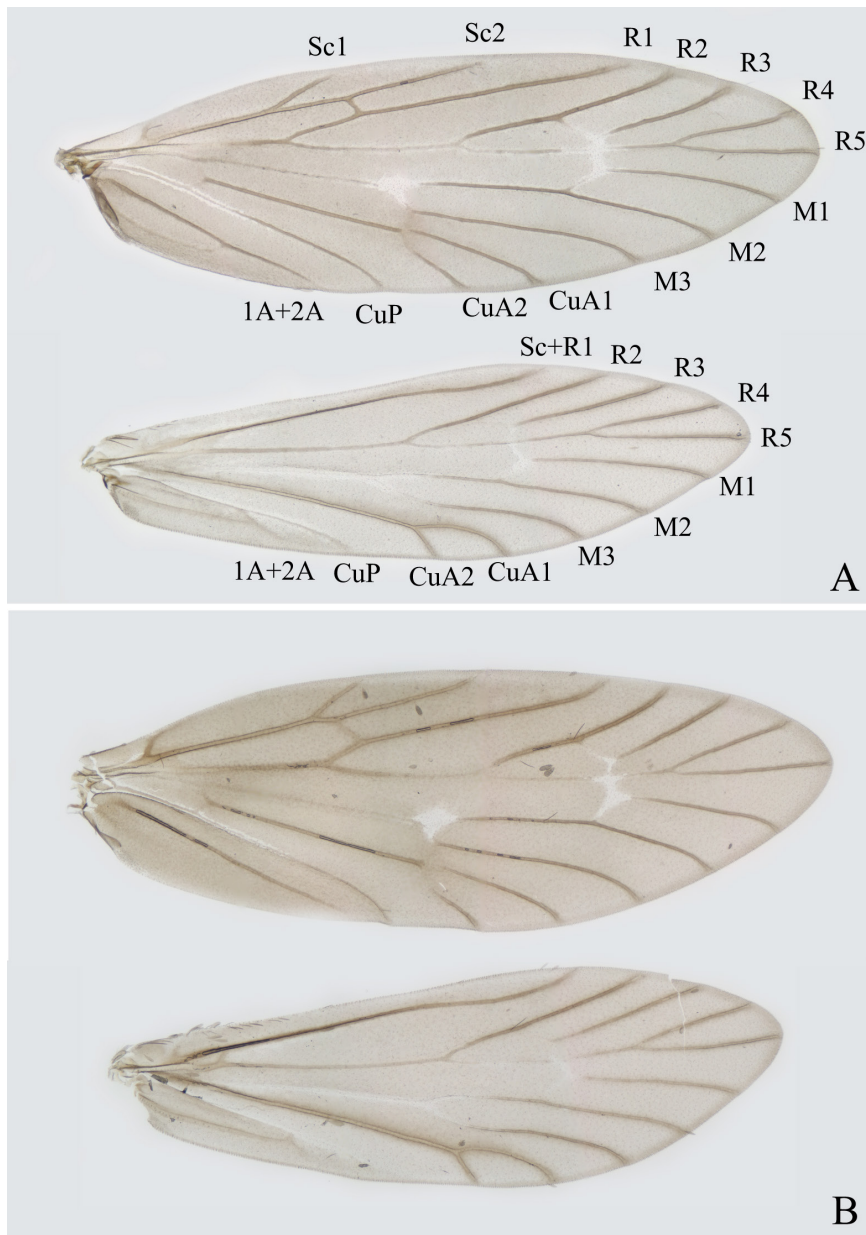 Sc1 Sc2 R1 R2 R3 R4 R5
M1 M2 M3 CuA1 CuA2 CuP 1A+2A
Sc+R1 R2 R3 R4 R5
M1 M2 M3 CuA1 CuA2 CuP 1A+2A
A
B